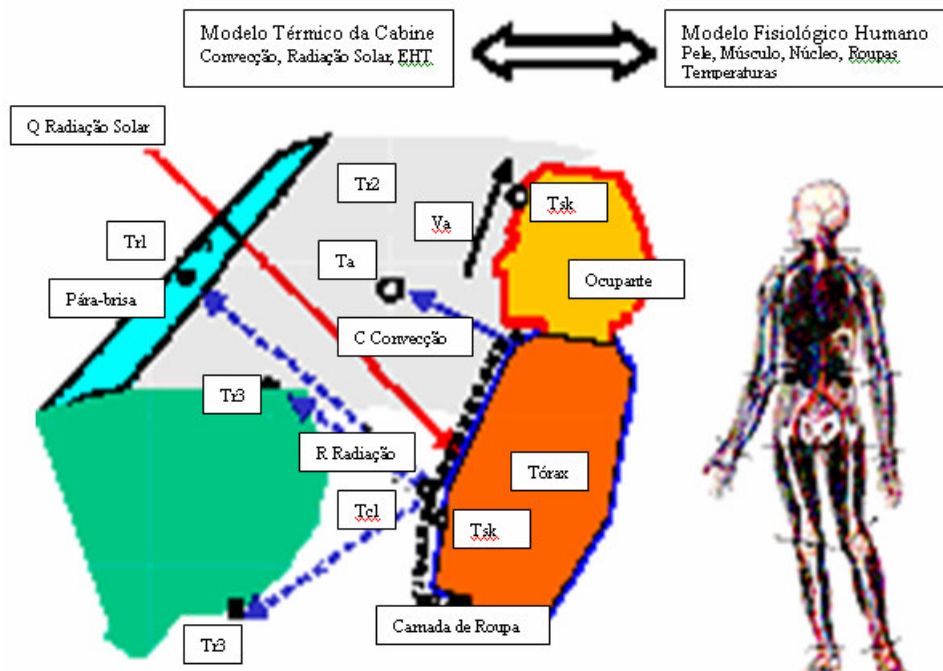 Modelo Térmico da Cabine
Convecção, Radiação Solar, EHT
Modelo Fisiológico Humano
Pele, Músculo, Núcleo, Roupas
Temperaturas
Q Radiação Solar
Tr2
Tsk
Va
Tr1
Ta
Ocupante
Pára-brisa
C Convecção
Tr3
R Radiação
Tórax
Tc1
Tsk
Camada de Roupa
Tr3